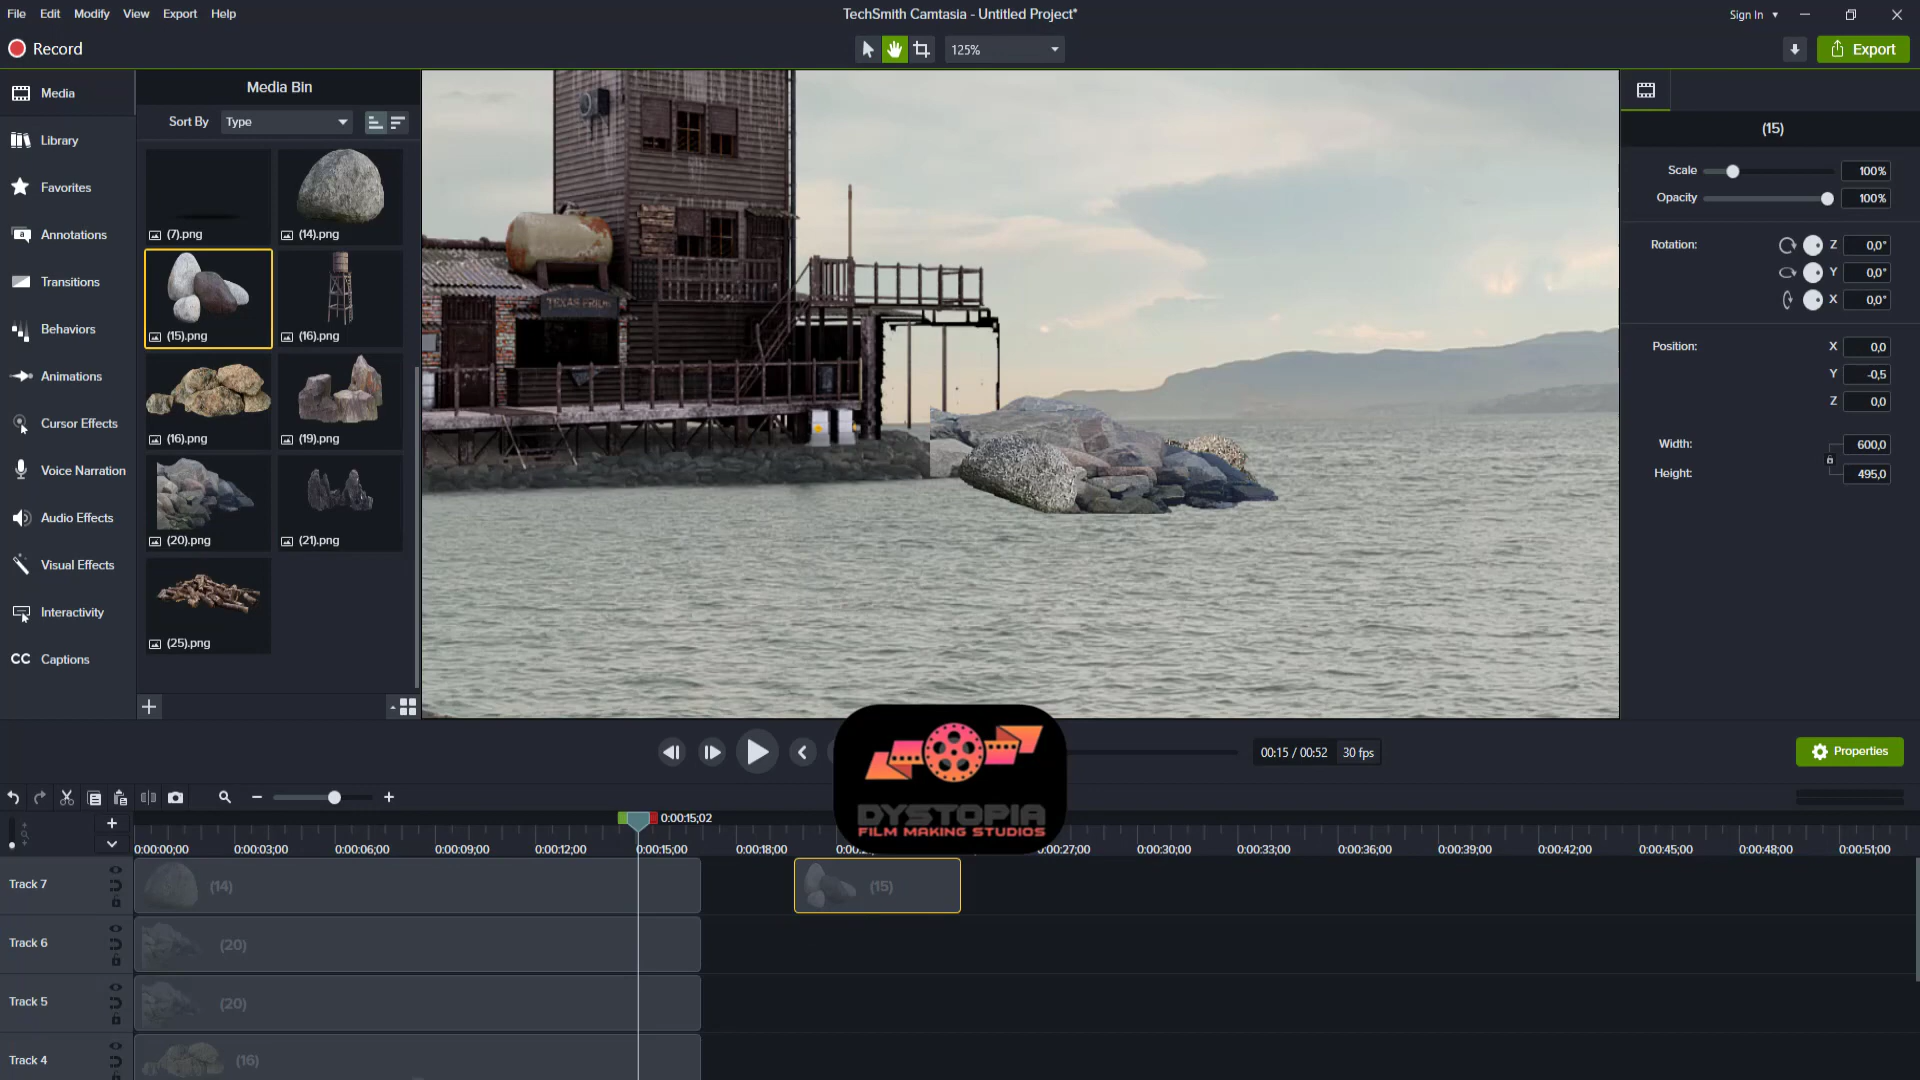 File Edit Modify View Export Help
TechSmith Camtasia - Untitled Project*
Sign In
Record
125%
Export
Media
Library
Favorites
Annotations
Transitions
Behaviors
Animations
Cursor Effects
Voice Narration
Audio Effects
Visual Effects
Interactivity
CC Captions
Media Bin
Sort By Type
(7).png (14).png
(15).png (16).png
(16).png (19).png
(20).png (21).png
(25).png
(15)
Scale 100%
Opacity 100%
Rotation: Z 0,0°
Y 0,0°
X 0,0°
Position: X 0,0
Y -0,5
Z 0,0
Width: 600,0
Height: 495,0
00:15 / 00:52 30 fps
Properties
DYSTOPIA
FILM MAKING STUDIOS
0:00:15;02
0:00:00;00 0:00:03;00 0:00:06;00 0:00:09;00 0:00:12;00 0:00:15;00 0:00:18;00 0:00:27;00 0:00:30;00 0:00:33;00 0:00:36;00 0:00:39;00 0:00:42;00 0:00:45;00 0:00:48;00 0:00:51;00
Track 7 (14) (15)
Track 6 (20)
Track 5 (20)
Track 4 (16)